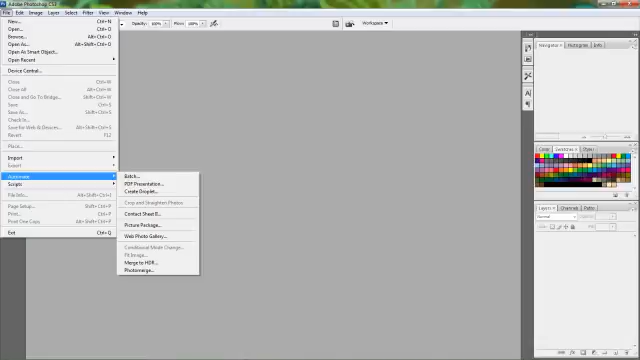 Adobe Photoshop CS3
File Edit Image Layer Select Filter View Window Help
Opacity: 100% Flow: 100% Workspace
New... Ctrl+N
Open... Ctrl+O
Browse... Alt+Ctrl+O
Open As... Alt+Shift+Ctrl+O
Open As Smart Object...
Open Recent
Device Central...
Close Ctrl+W
Close All Alt+Ctrl+W
Close and Go To Bridge... Shift+Ctrl+W
Save Ctrl+S
Save As... Shift+Ctrl+S
Check In...
Save for Web & Devices... Alt+Shift+Ctrl+S
Revert F12
Place...
Import
Export
Automate
Scripts
File Info... Alt+Shift+Ctrl+I
Page Setup... Shift+Ctrl+P
Print... Ctrl+P
Print One Copy Alt+Shift+Ctrl+P
Exit Ctrl+Q
Batch...
PDF Presentation...
Create Droplet...
Crop and Straighten Photos
Contact Sheet II...
Picture Package...
Web Photo Gallery...
Conditional Mode Change...
Fit Image...
Merge to HDR...
Photomerge...
Navigator Histogram Info
Color Swatches Styles
Layers Channels Paths
Normal
Opacity:
Lock:
Fill: